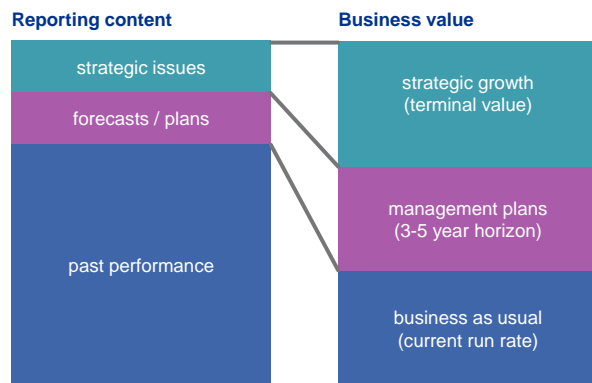 Reporting content
Business value
strategic issues
forecasts / plans
past performance
strategic growth
(terminal value)
management plans
(3-5 year horizon)
business as usual
(current run rate)